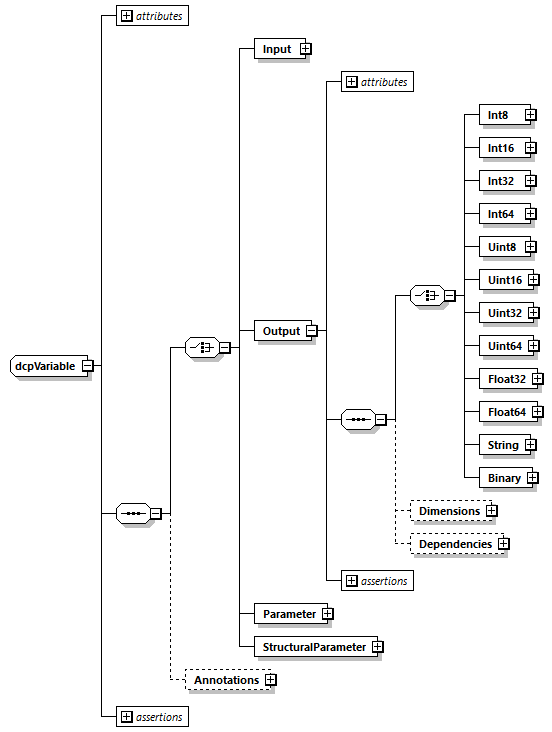 attributes
Input
attributes
Int8
Int16
Int32
Int64
Uint8
Uint16
Uint32
Output
Uint64
dcpVariable
Float32
Float64
String
Binary
Dimensions
Dependencies
assertions
Parameter
StructuralParameter
Annotations
assertions